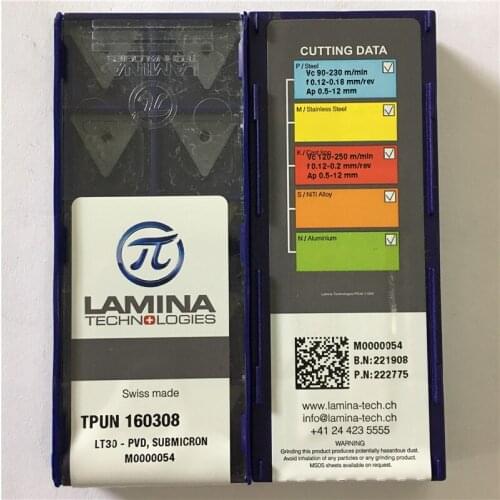 LAMINA
TECHNOLOGIES
π
LAMINA
TECHNOLOGIES
Swiss made
TPUN 160308
LT30 - PVD, SUBMICRON
M0000054
CUTTING DATA
P / Steel
Vc 90-230 m/min
f 0.12-0.18 mm/rev
Ap 0.5-12 mm
M / Stainless Steel
K / Cast Iron
Vc 120-250 m/min
f 0.12-0.2 mm/rev
Ap 0.5-12 mm
S / NiTi Alloy
N / Aluminium
M0000054
B.N: 221908
P.N: 222775
www.lamina-tech.ch
info@lamina-tech.ch
+41 24 423 5555
WARNING
Grinding this product produces potentially hazardous dust.
Avoid inhalation of any particles or any grinding product.
MSDS sheets available on request.